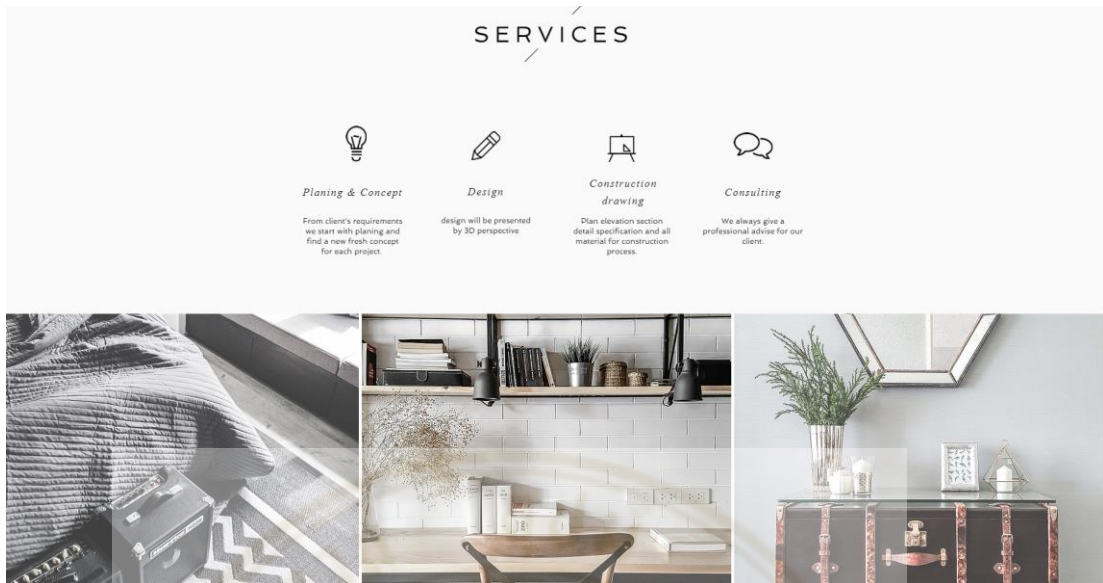 SERVICES
Planing & Concept
From client's requirements
we start with planing and
find a new fresh concept
for each project.
Design
design will be presented
by 3D perspective
Construction
drawing
Plan elevation section
detail specification and all
material for construction
process.
Consulting
We always give a
professional advise for our
client.